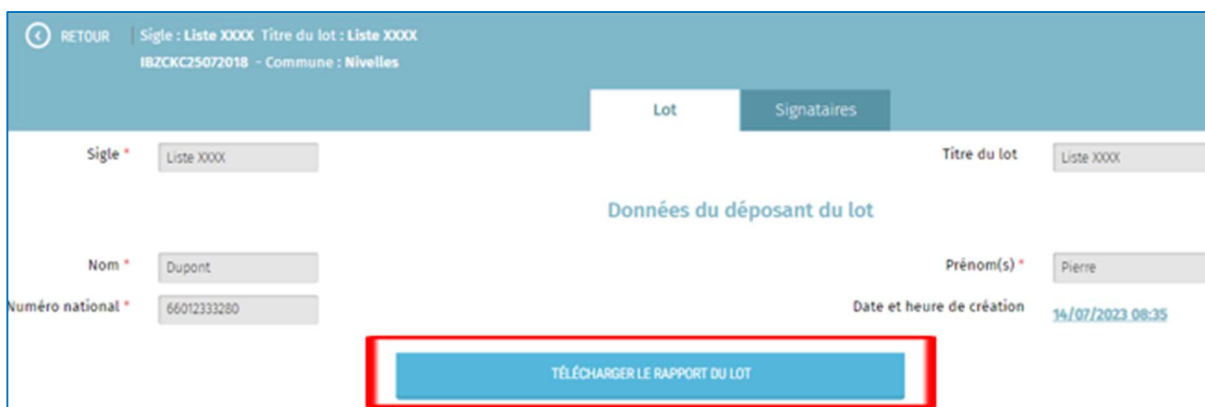 RETOUR Sigle : Liste XXXX Titre du lot : Liste XXXX
IBZCKC25072018 - Commune : Nivelles
Lot Signataires
Sigle * Liste XXXX Titre du lot Liste XXXX
Données du déposant du lot
Nom * Dupont Prénom(s) * Pierre
Numéro national * 66012333280 Date et heure de création 14/07/2023 08:35
TÉLÉCHARGER LE RAPPORT DU LOT